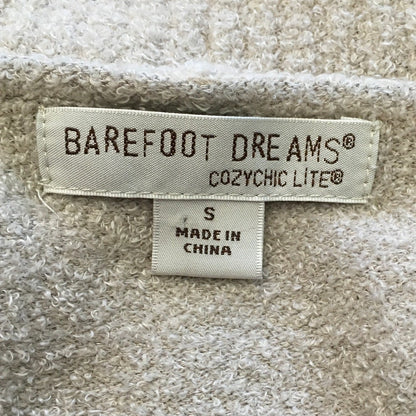 BAREFOOT DREAMS®
COZYCHIC LITE®
S
MADE IN
CHINA